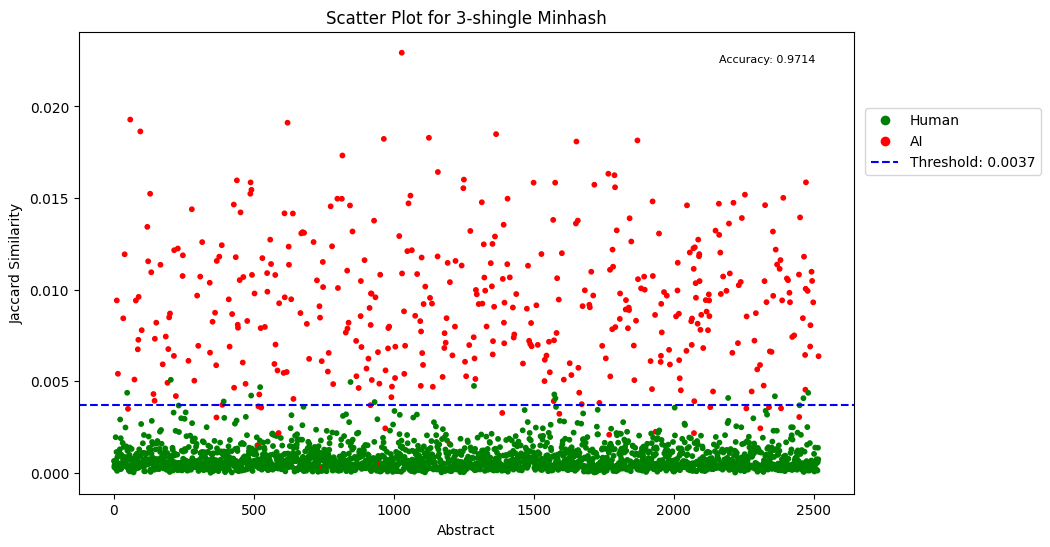 Scatter Plot for 3-shingle Minhash
Accuracy: 0.9714
Human
AI
Threshold: 0.0037
Jaccard Similarity
0.020
0.015
0.010
0.005
0.000
0
500
1000
1500
2000
2500
Abstract